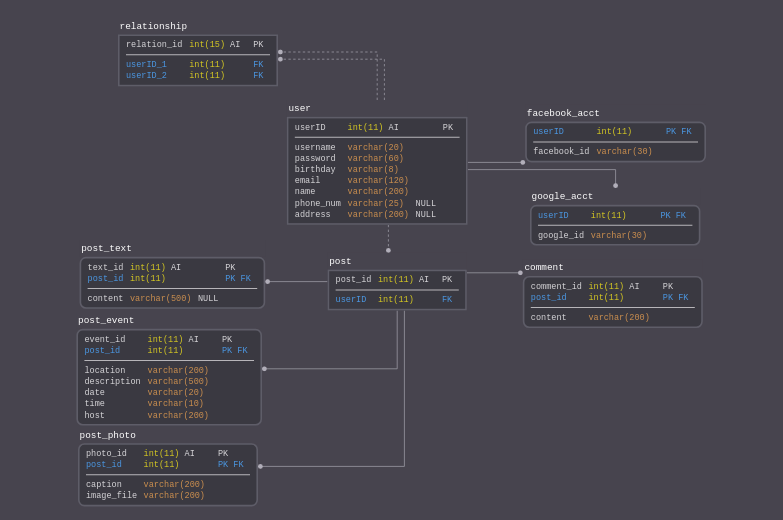 relationship
relation_id int(15) AI PK
userID_1 int(11) FK
userID_2 int(11) FK
user
userID int(11) AI PK
username varchar(20)
password varchar(60)
birthday varchar(8)
email varchar(120)
name varchar(200)
phone_num varchar(25) NULL
address varchar(200) NULL
facebook_acct
userID int(11) PK FK
facebook_id varchar(30)
google_acct
userID int(11) PK FK
google_id varchar(30)
post_text
text_id int(11) AI PK
post_id int(11) PK FK
content varchar(500) NULL
post
post_id int(11) AI PK
userID int(11) FK
comment
comment_id int(11) AI PK
post_id int(11) PK FK
content varchar(200)
post_event
event_id int(11) AI PK
post_id int(11) PK FK
location varchar(200)
description varchar(500)
date varchar(20)
time varchar(10)
host varchar(200)
post_photo
photo_id int(11) AI PK
post_id int(11) PK FK
caption varchar(200)
image_file varchar(200)